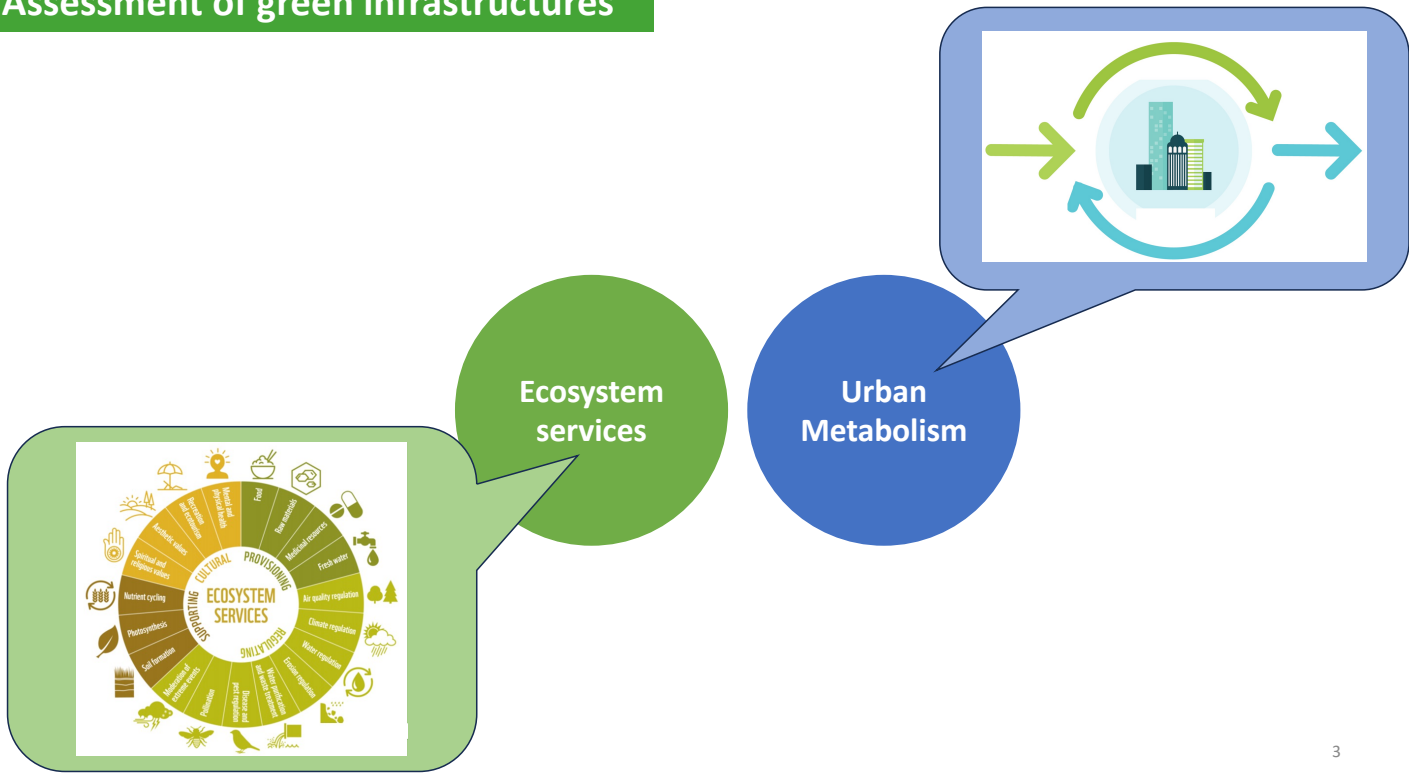 Assessment of green infrastructures
Ecosystem
services
Urban
Metabolism
ECOSYSTEM
SERVICES
CULTURAL
PROVISIONING
REGULATING
SUPPORTING
Mental and
physical health
Recreation
and ecotourism
Aesthetic values
Spiritual and
religious values
Food
Raw materials
Medicinal resources
Fresh water
Air quality regulation
Climate regulation
Water regulation
Erosion regulation
Water purification
and waste treatment
Disease and
pest regulation
Pollination
Moderation of
extreme events
Soil formation
Photosynthesis
Nutrient cycling
3